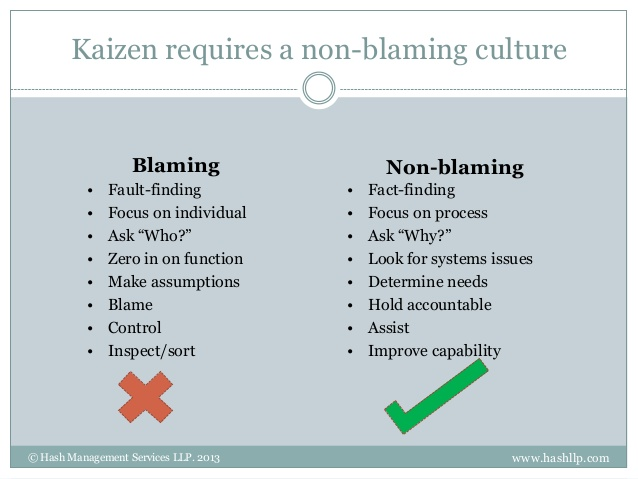 Kaizen requires a non-blaming culture
Blaming
• Fault-finding
• Focus on individual
• Ask “Who?”
• Zero in on function
• Make assumptions
• Blame
• Control
• Inspect/sort
Non-blaming
• Fact-finding
• Focus on process
• Ask “Why?”
• Look for systems issues
• Determine needs
• Hold accountable
• Assist
• Improve capability
© Hash Management Services LLP. 2013
www.hashllp.com